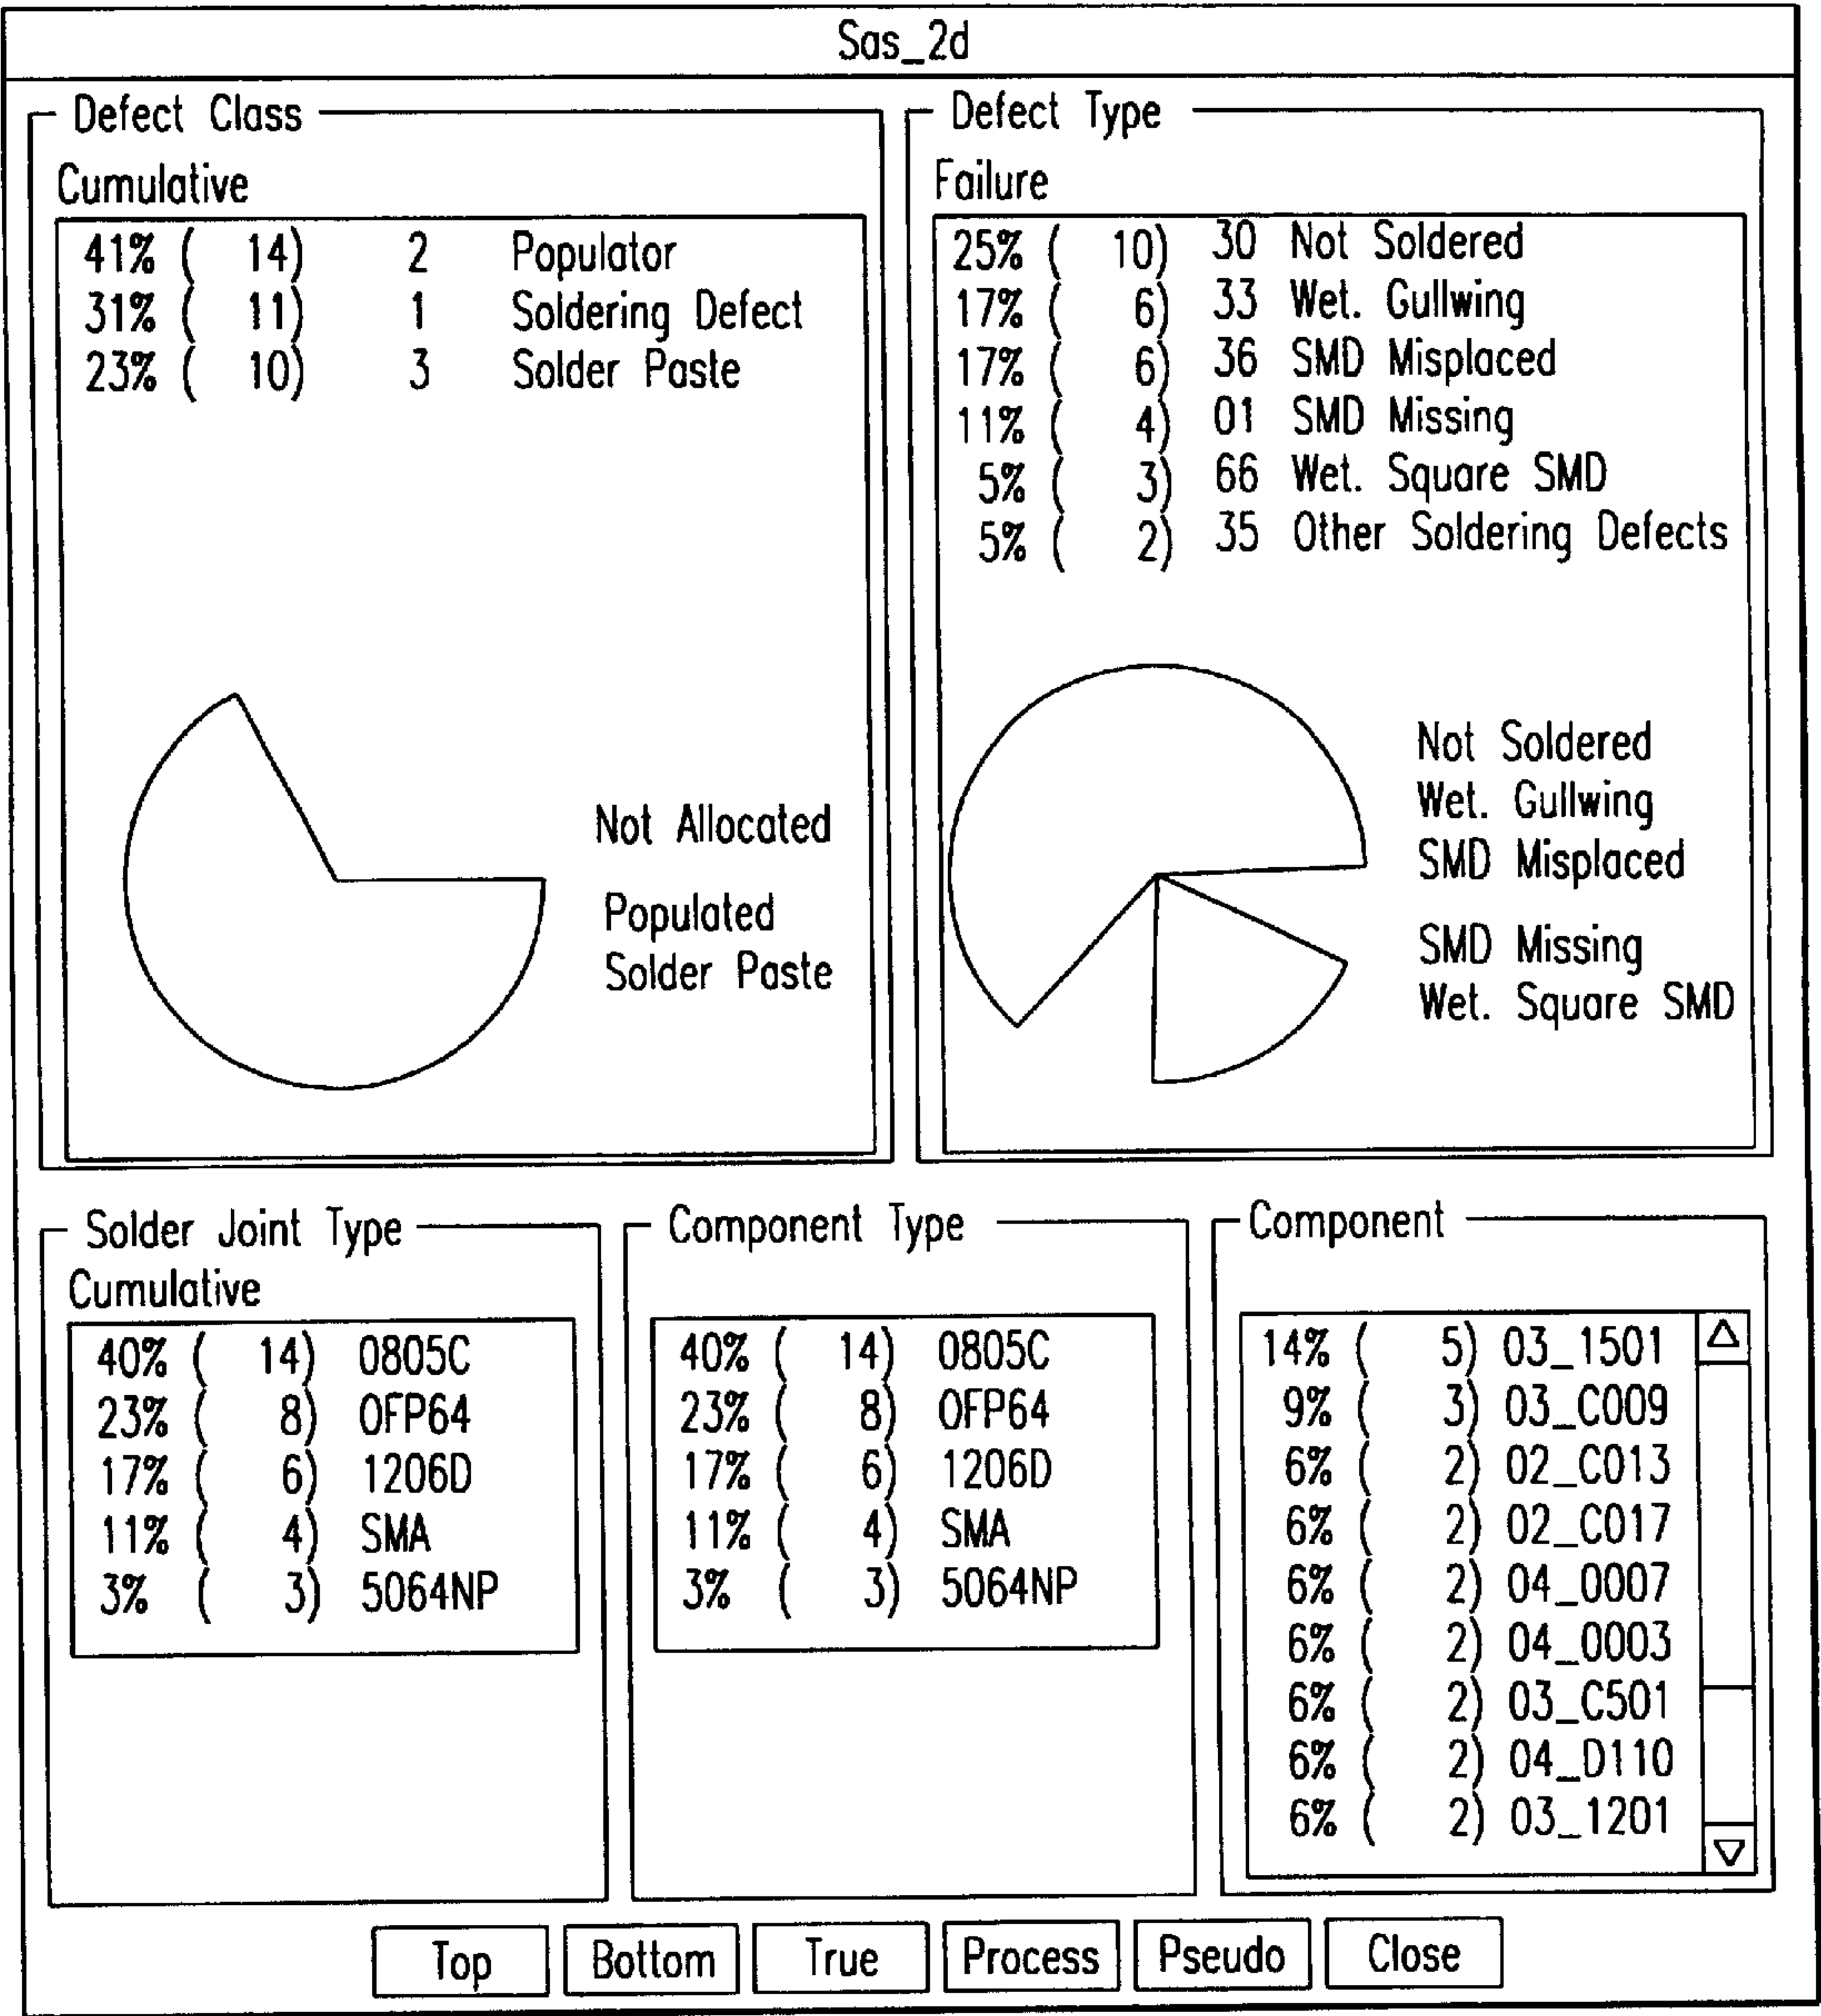 Sas_2d
Defect Class
Cumulative
41% ( 14) 2 Populator
31% ( 11) 1 Soldering Defect
23% ( 10) 3 Solder Paste
Not Allocated
Populated
Solder Paste
Defect Type
Failure
25% ( 10) 30 Not Soldered
17% ( 6) 33 Wet. Gullwing
17% ( 6) 36 SMD Misplaced
11% ( 4) 01 SMD Missing
5% ( 3) 66 Wet. Square SMD
5% ( 2) 35 Other Soldering Defects
Not Soldered
Wet. Gullwing
SMD Misplaced
SMD Missing
Wet. Square SMD
Solder Joint Type
Cumulative
40% ( 14) 0805C
23% ( 8) OFP64
17% ( 6) 1206D
11% ( 4) SMA
3% ( 3) 5064NP
Component Type
40% ( 14) 0805C
23% ( 8) OFP64
17% ( 6) 1206D
11% ( 4) SMA
3% ( 3) 5064NP
Component
14% ( 5) 03_1501
9% ( 3) 03_C009
6% ( 2) 02_C013
6% ( 2) 02_C017
6% ( 2) 04_0007
6% ( 2) 04_0003
6% ( 2) 03_C501
6% ( 2) 04_D110
6% ( 2) 03_1201
Top Bottom True Process Pseudo Close